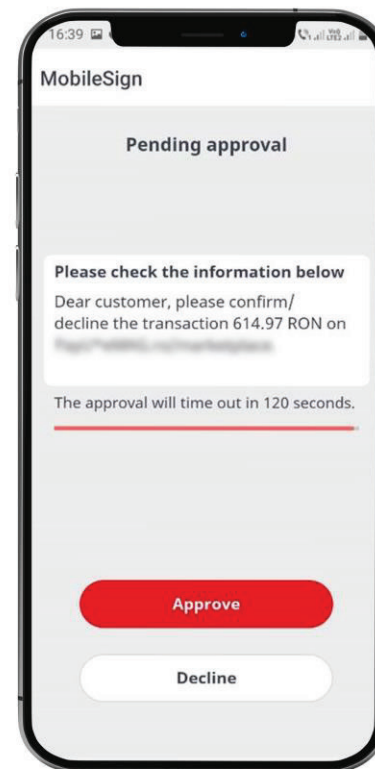 16:39
MobileSign
Pending approval
Please check the information below
Dear customer, please confirm/
decline the transaction 614.97 RON on
The approval will time out in 120 seconds.
Approve
Decline